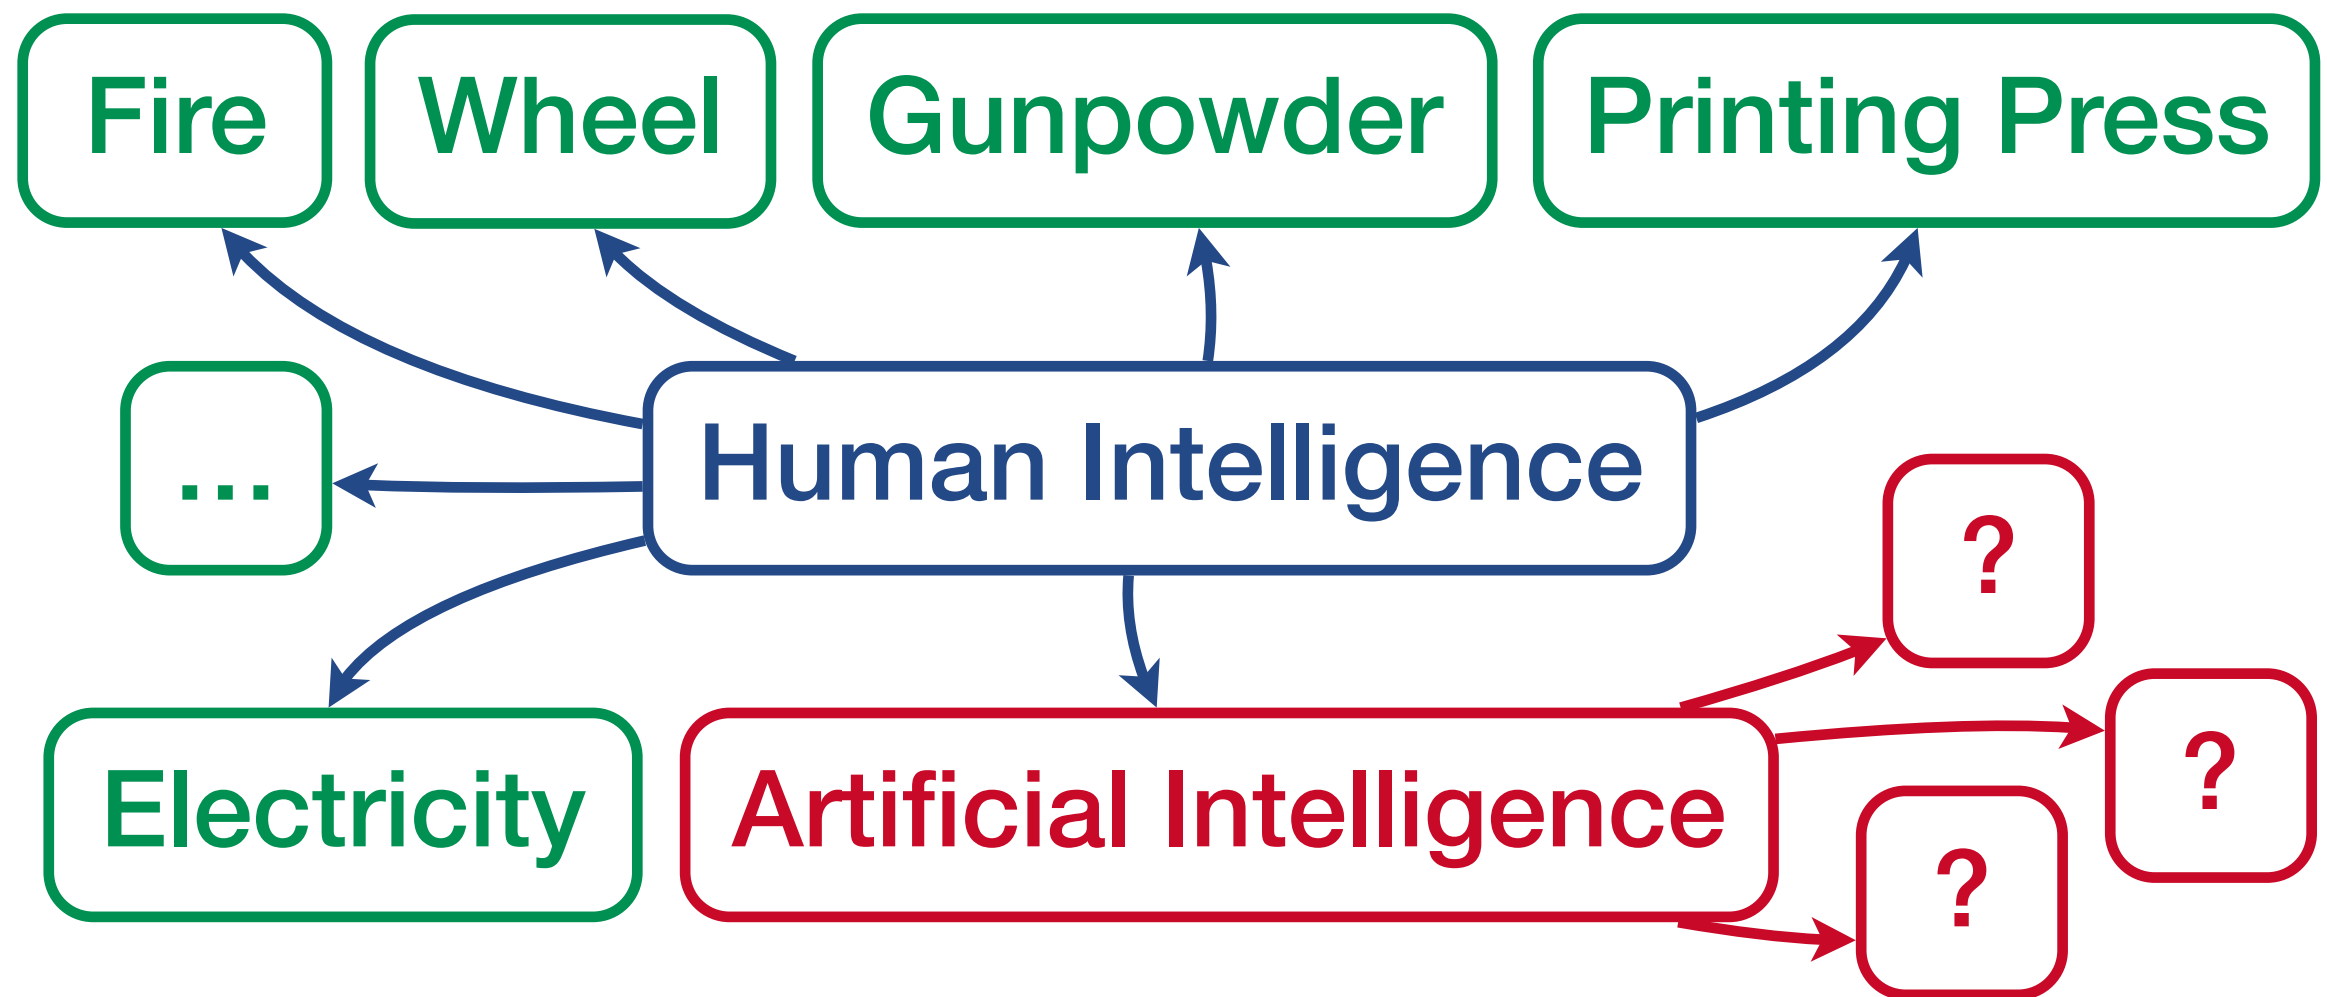 Fire
Wheel
Gunpowder
Printing Press
...
Human Intelligence
?
?
Electricity
Artificial Intelligence
?